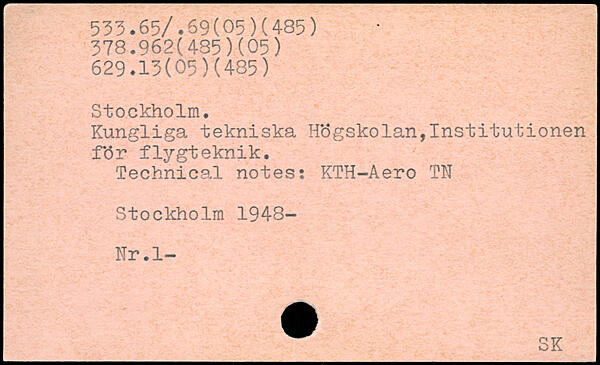 533.65/.69(05)(485)
378.962(485)(05)
629.13(05)(485)
Stockholm.
Kungliga tekniska Högskolan,Institutionen
för flygteknik.
Technical notes: KTH-Aero TN
Stockholm 1948-
Nr.1-
SK